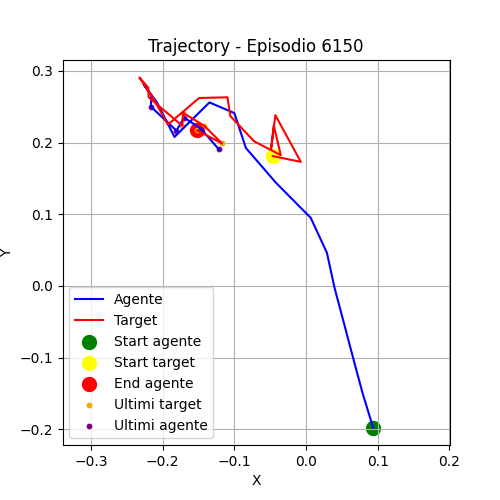 Trajectory - Episodio 6150
0.3
0.2
0.1
0.0
−0.1
−0.2
Y
Agente
Target
Start agente
Start target
End agente
Ultimi target
Ultimi agente
−0.3
−0.2
−0.1
0.0
0.1
0.2
X